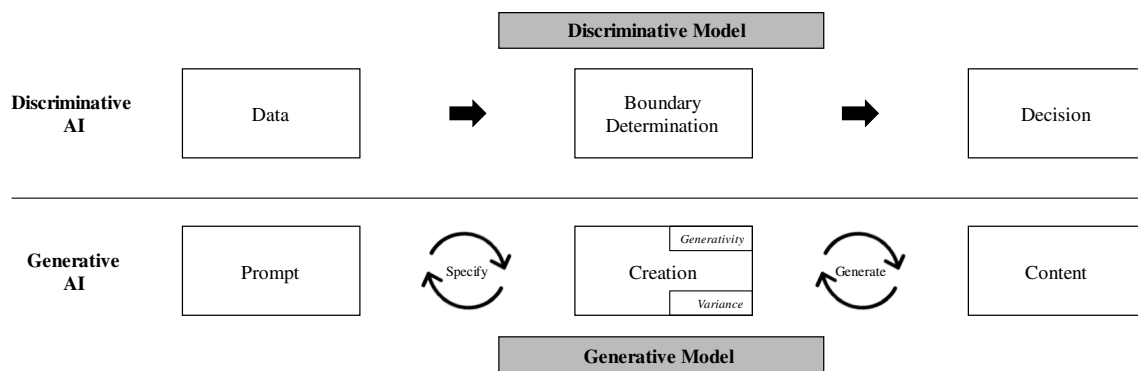 Discriminative Model
Discriminative
AI
Data
Boundary
Determination
Decision
Generative
AI
Prompt
Specify
Generativity
Creation
Variance
Generate
Content
Generative Model